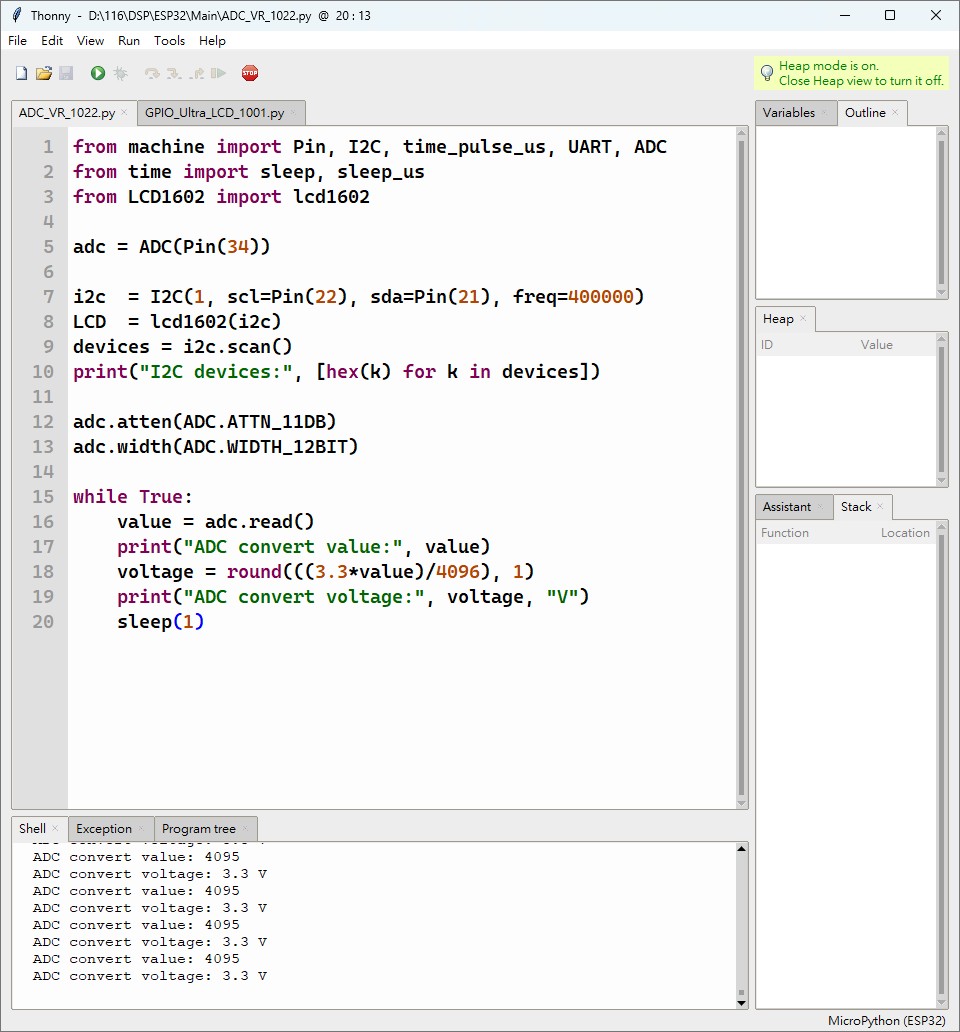 Thonny - D:\116\DSP\ESP32\Main\ADC_VR_1022.py @ 20 : 13
File Edit View Run Tools Help
STOP
Heap mode is on.
Close Heap view to turn it off.
ADC_VR_1022.py × GPIO_Ultra_LCD_1001.py
1 from machine import Pin, I2C, time_pulse_us, UART, ADC
2 from time import sleep, sleep_us
3 from LCD1602 import lcd1602
4
5 adc = ADC(Pin(34))
6
7 i2c  = I2C(1, scl=Pin(22), sda=Pin(21), freq=400000)
8 LCD  = lcd1602(i2c)
9 devices = i2c.scan()
10 print("I2C devices:", [hex(k) for k in devices])
11
12 adc.atten(ADC.ATTN_11DB)
13 adc.width(ADC.WIDTH_12BIT)
14
15 while True:
16     value = adc.read()
17     print("ADC convert value:", value)
18     voltage = round(((3.3*value)/4096), 1)
19     print("ADC convert voltage:", voltage, "V")
20     sleep(1)
Variables Outline ×
Heap ×
ID Value
Assistant Stack ×
Function Location
Shell × Exception Program tree
ADC convert value: 4095
ADC convert voltage: 3.3 V
ADC convert value: 4095
ADC convert voltage: 3.3 V
ADC convert value: 4095
ADC convert voltage: 3.3 V
ADC convert value: 4095
ADC convert voltage: 3.3 V
MicroPython (ESP32)